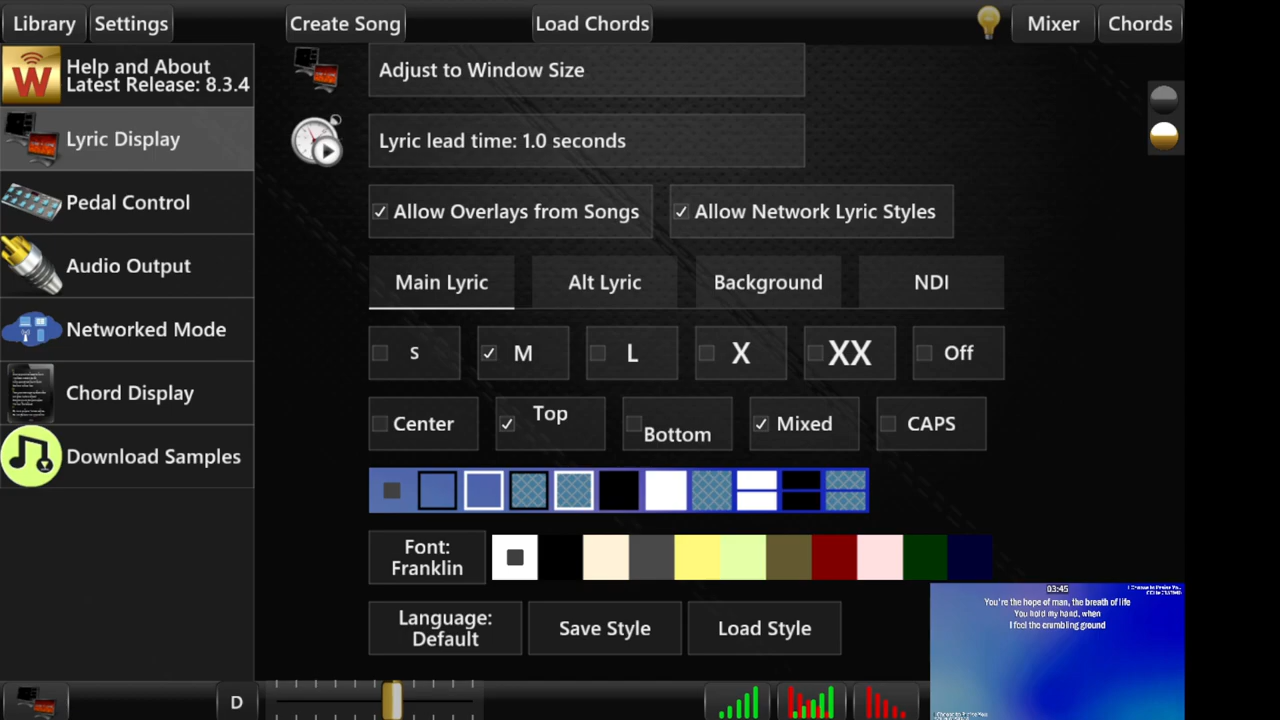 Library
Settings
Create Song
Load Chords
Mixer
Chords
W
Help and About
Latest Release: 8.3.4
Adjust to Window Size
Lyric Display
Lyric lead time: 1.0 seconds
Pedal Control
Allow Overlays from Songs
Allow Network Lyric Styles
Audio Output
Main Lyric
Alt Lyric
Background
NDI
Networked Mode
S
M
L
X
XX
Off
Chord Display
Center
Top
Bottom
Mixed
CAPS
Download Samples
Font:
Franklin
Language:
Default
Save Style
Load Style
03:45
You're the hope of man, the breath of life
You hold my hand, when
I feel the crumbling ground
D